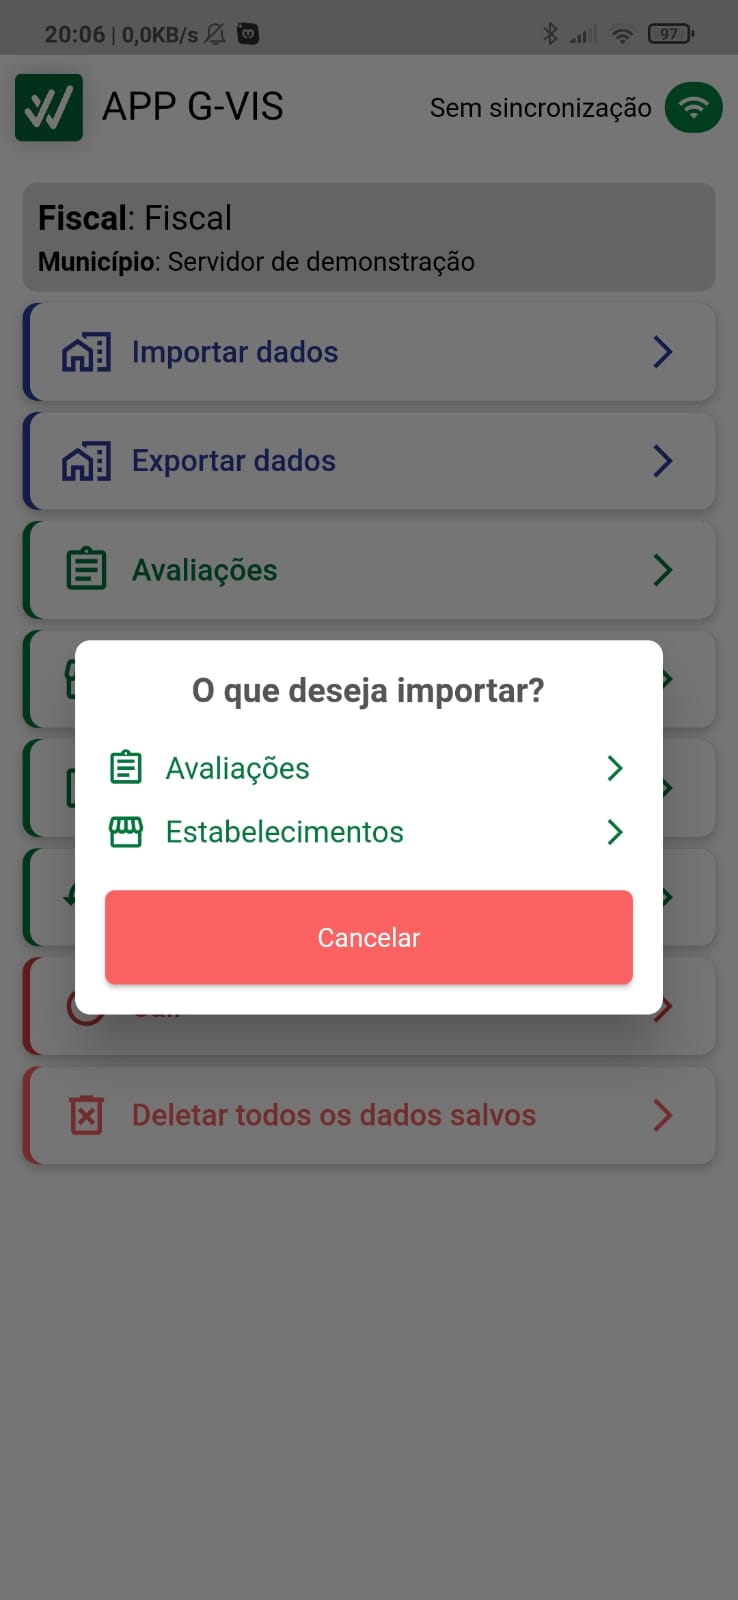 20:06 | 0,0KB/s
97
APP G-VIS
Sem sincronização
Fiscal: Fiscal
Município: Servidor de demonstração
Importar dados
Exportar dados
Avaliações
O que deseja importar?
Avaliações
Estabelecimentos
Cancelar
Deletar todos os dados salvos